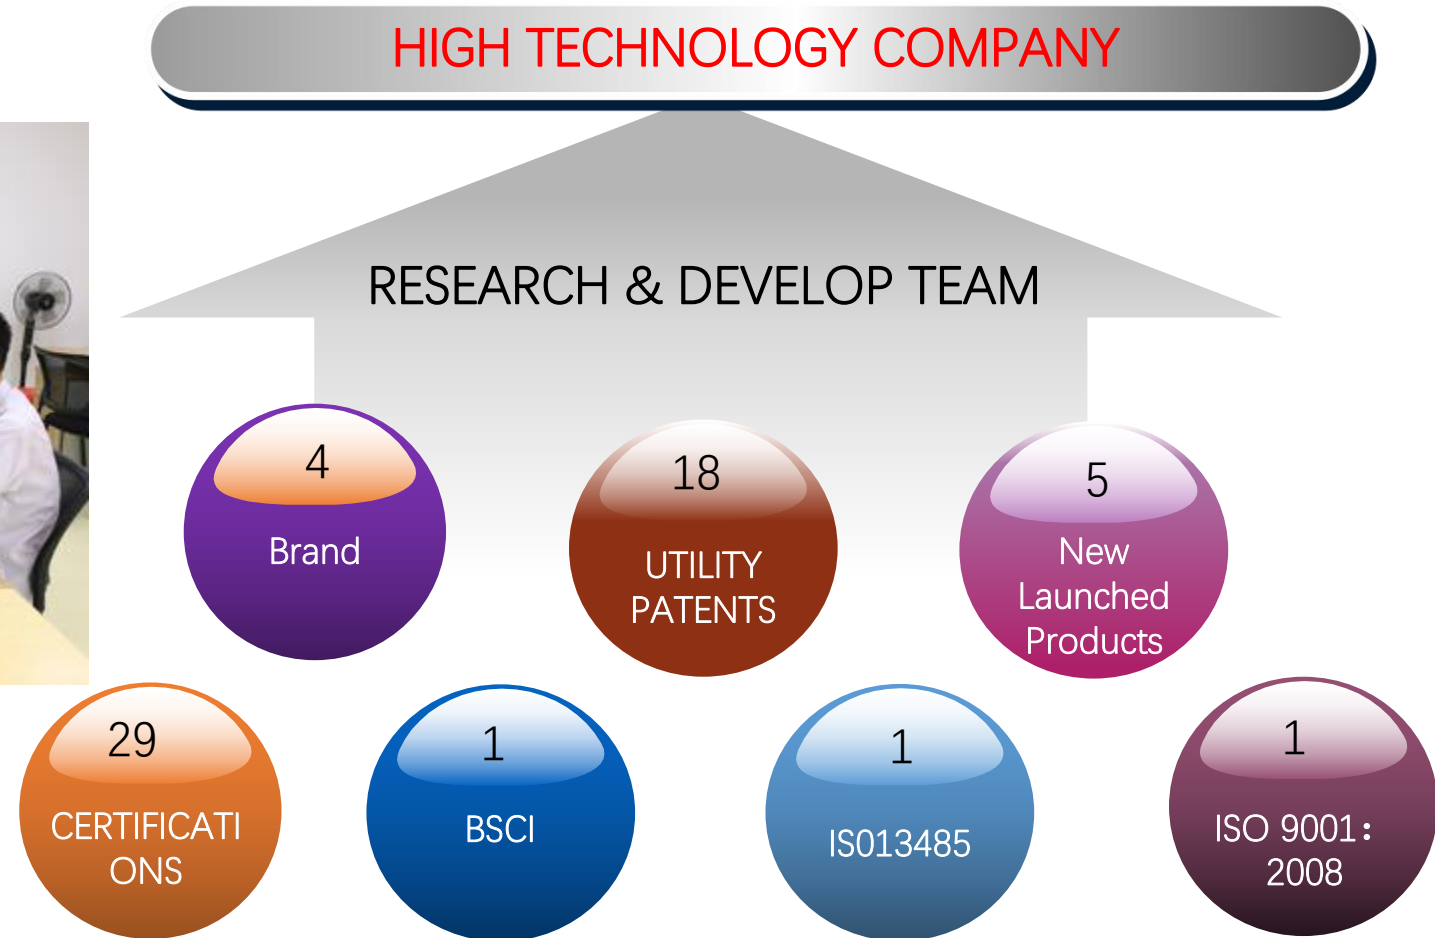 HIGH TECHNOLOGY COMPANY
RESEARCH & DEVELOP TEAM
4
Brand
18
UTILITY
PATENTS
5
New
Launched
Products
29
CERTIFICATI
ONS
1
BSCI
1
IS013485
1
ISO 9001：
2008